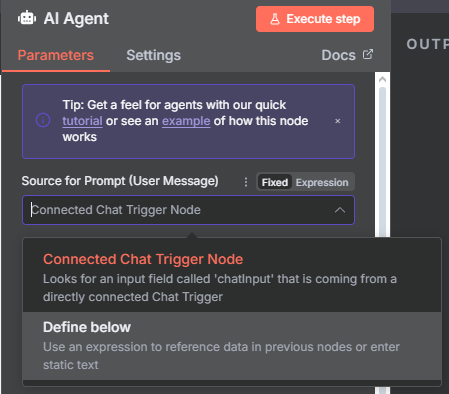 AI Agent
Execute step
OUTP
Parameters
Settings
Docs
Tip: Get a feel for agents with our quick
tutorial or see an example of how this node
works
Source for Prompt (User Message)
Fixed
Expression
Connected Chat Trigger Node
Connected Chat Trigger Node
Looks for an input field called 'chatInput' that is coming from a
directly connected Chat Trigger
Define below
Use an expression to reference data in previous nodes or enter
static text